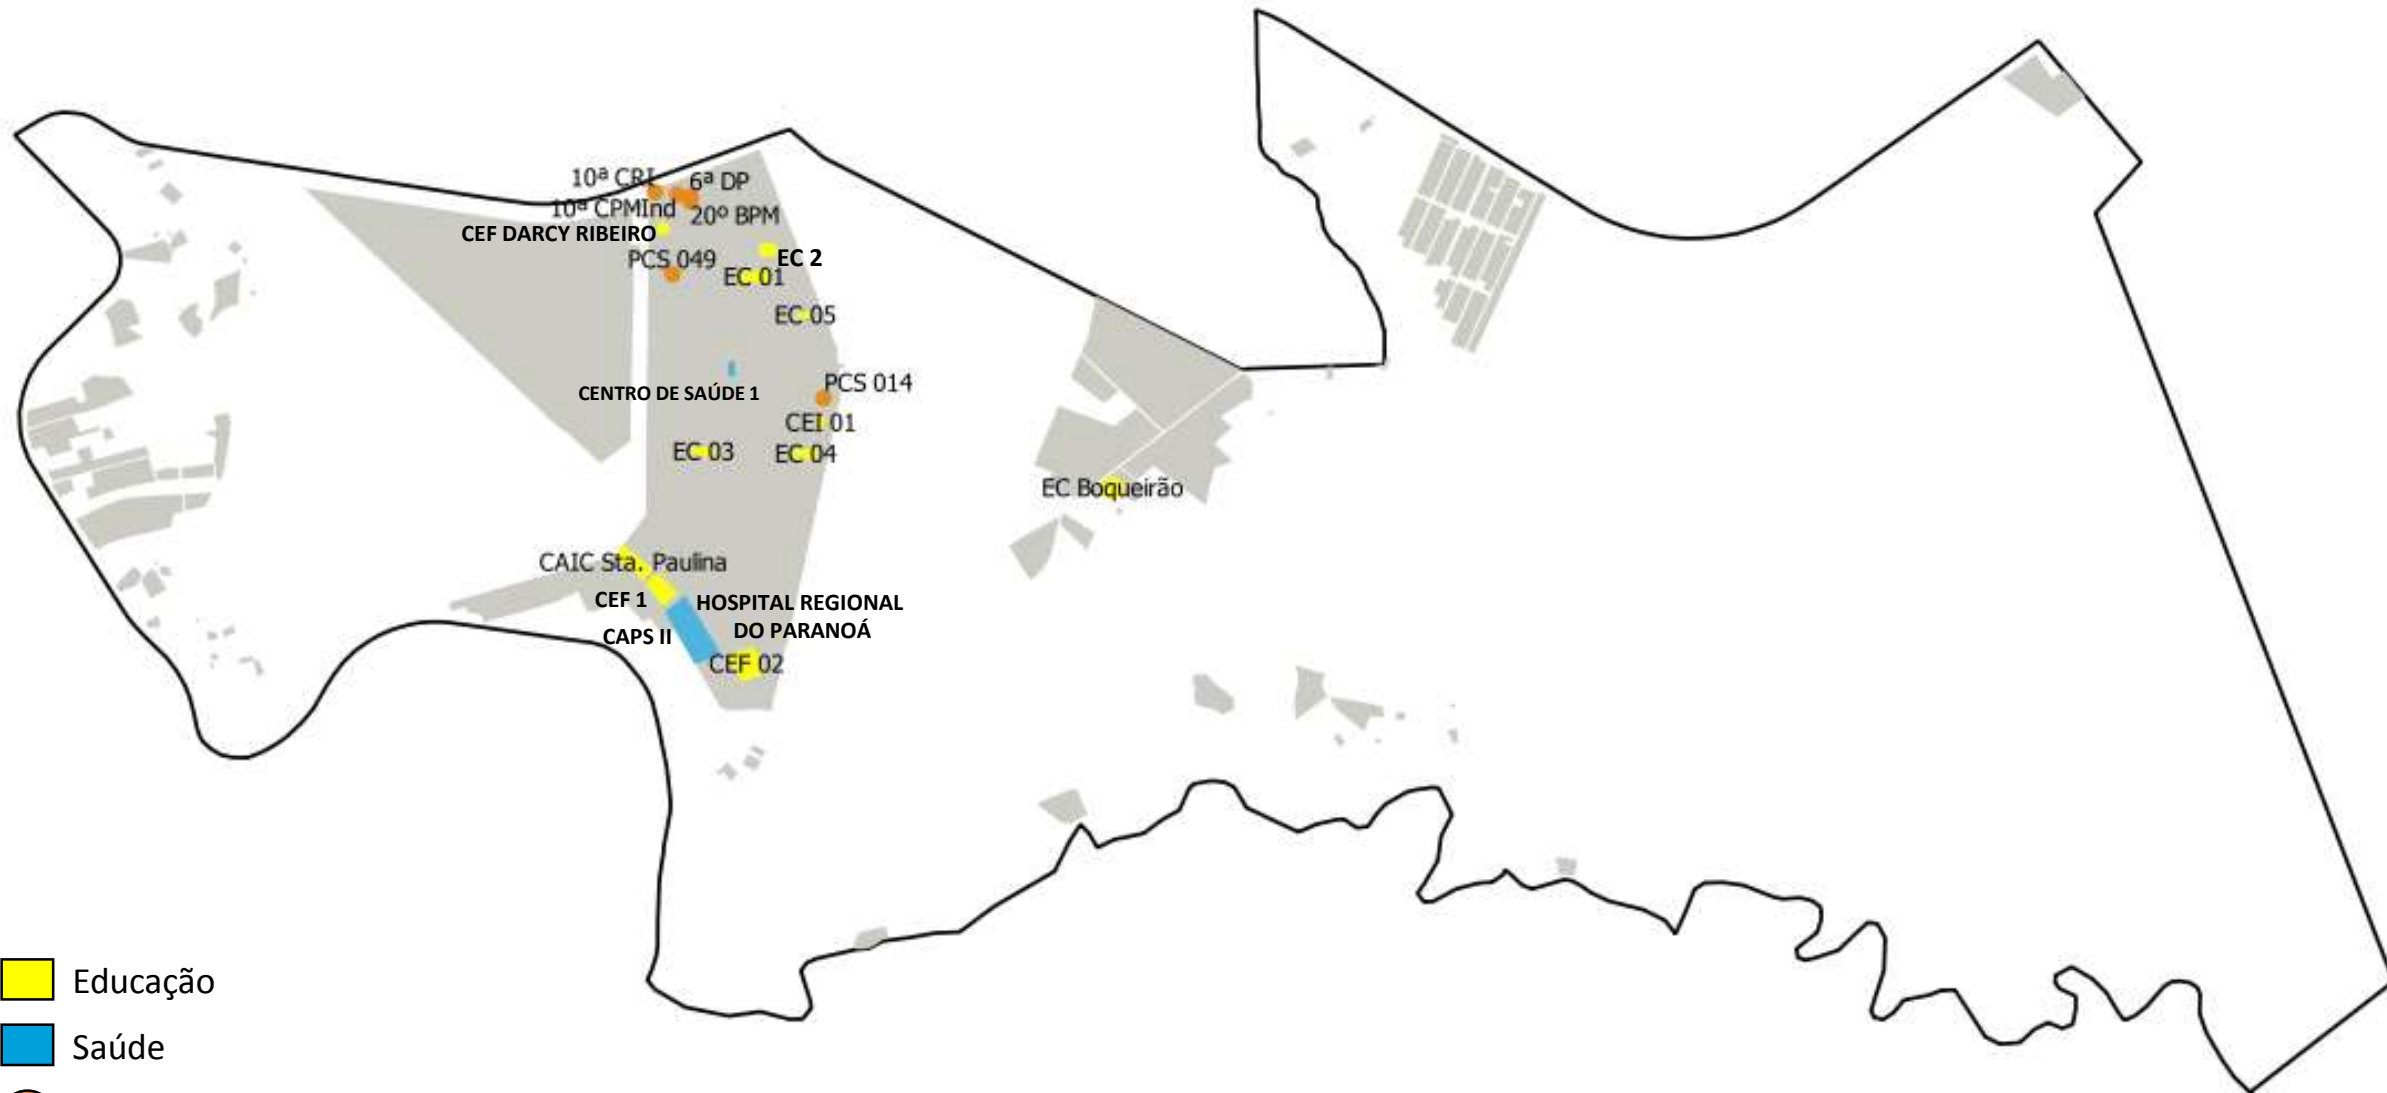 10ª CRI
6ª DP
10ª CPMInd
20º BPM
CEF DARCY RIBEIRO
PCS 049
EC 2
EC 01
EC 05
PCS 014
CENTRO DE SAÚDE 1
CEI 01
EC 03
EC 04
EC Boqueirão
CAIC Sta. Paulina
CEF 1
HOSPITAL REGIONAL
DO PARANOÁ
CAPS II
CEF 02
Educação
Saúde